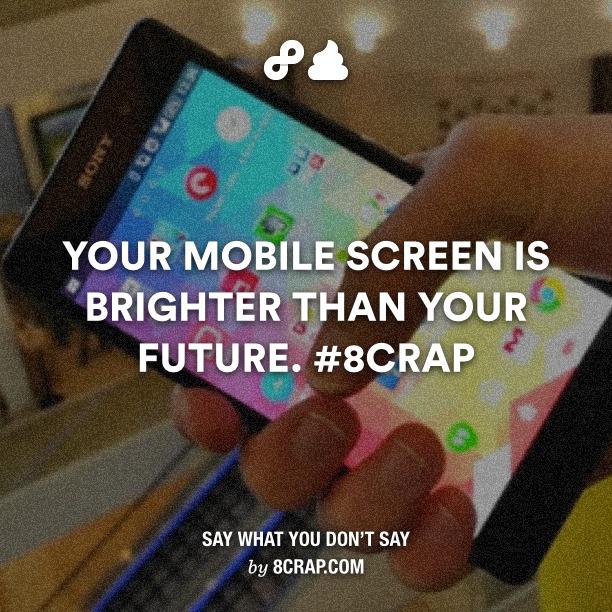 SONY
YOUR MOBILE SCREEN IS
BRIGHTER THAN YOUR
FUTURE. #8CRAP
SAY WHAT YOU DON'T SAY
by 8CRAP.COM